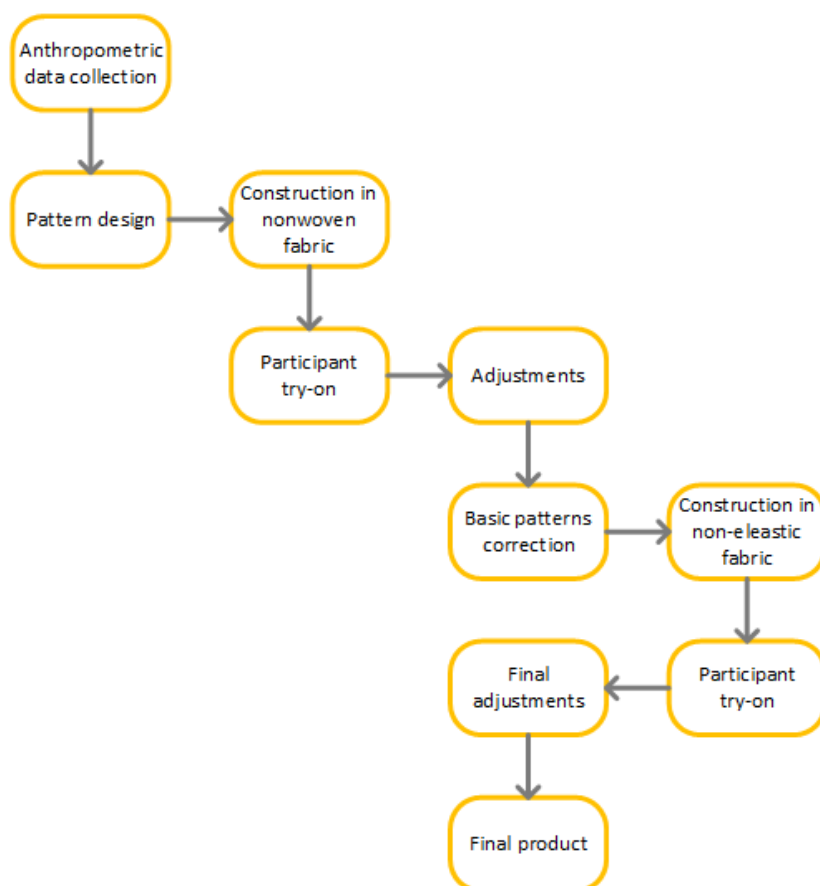 Anthropometric
data collection
Pattern design
Construction in
nonwoven
fabric
Participant
try-on
Adjustments
Basic patterns
correction
Construction in
non-eleastic
fabric
Participant
try-on
Final
adjustments
Final product